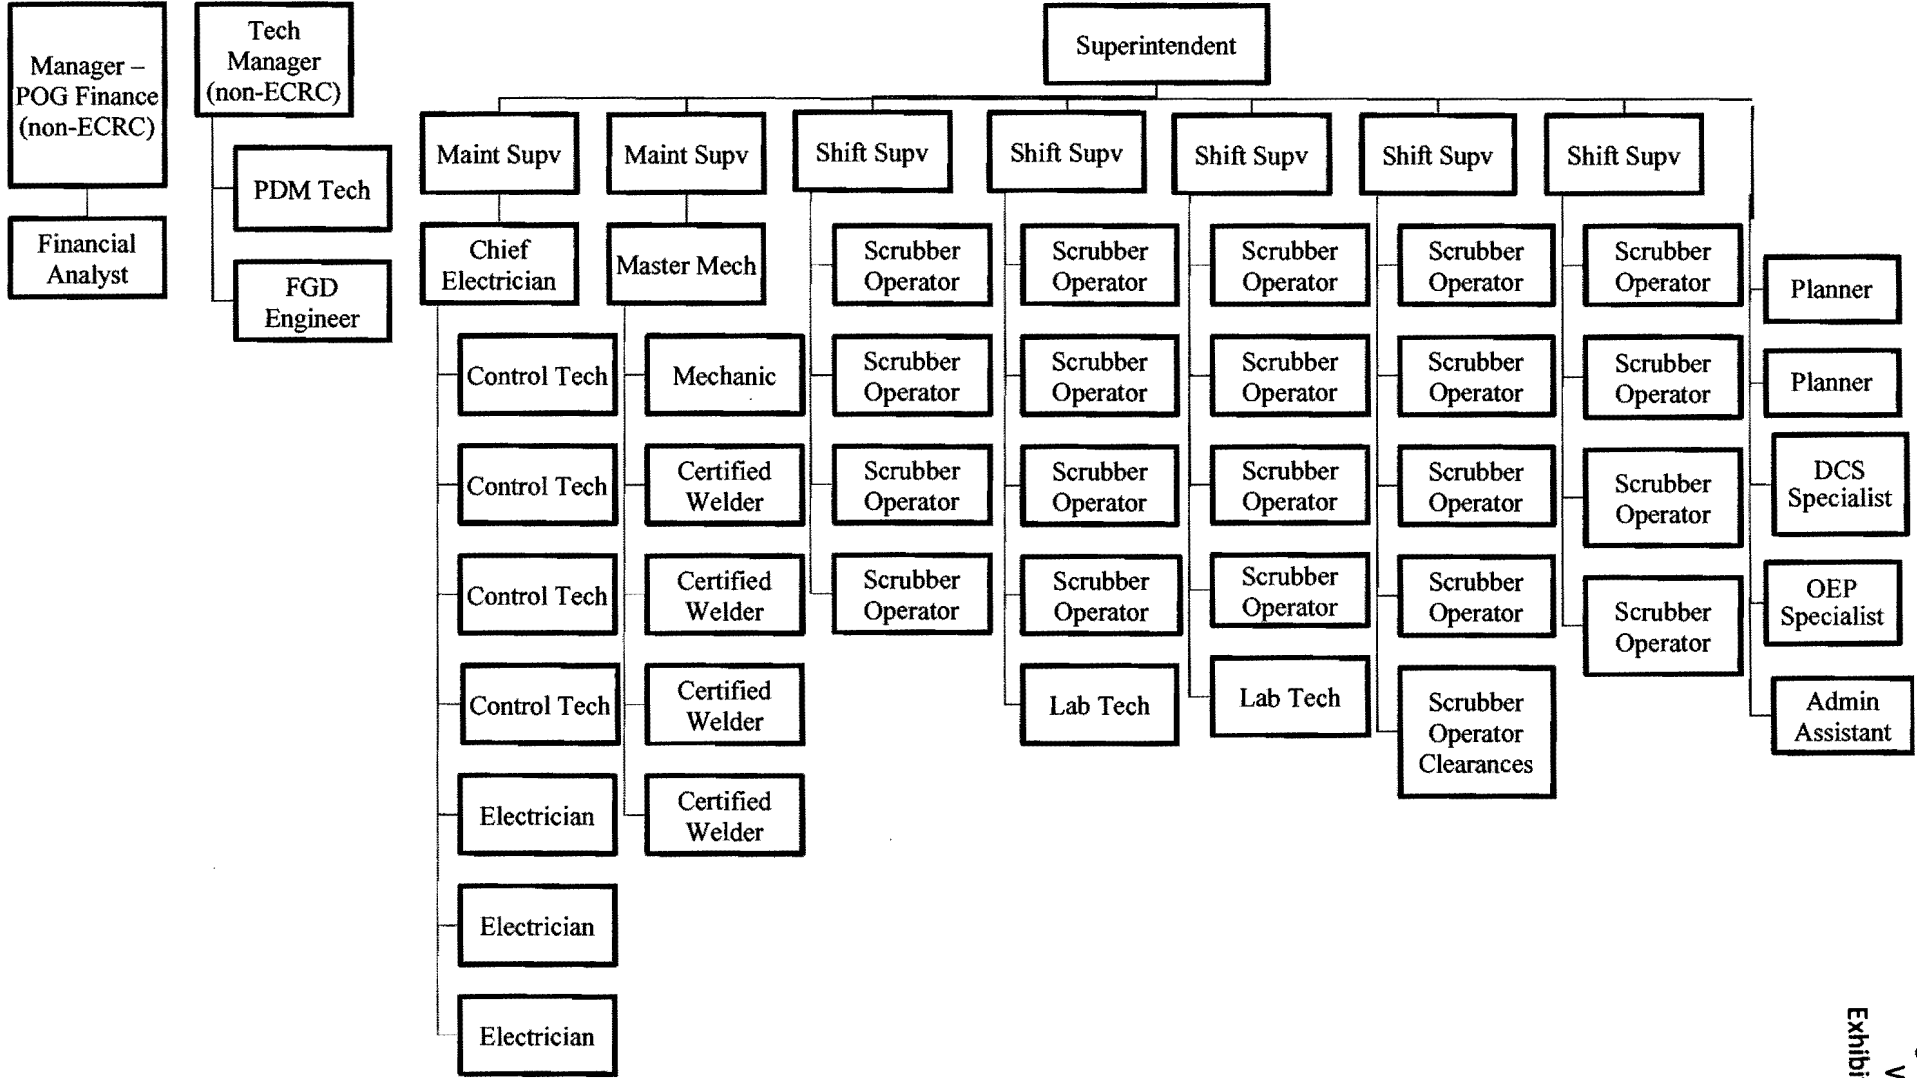 Manager –
POG Finance
(non-ECRC)
Financial
Analyst
Tech
Manager
(non-ECRC)
PDM Tech
FGD
Engineer
Superintendent
Maint Supv
Chief
Electrician
Control Tech
Control Tech
Control Tech
Control Tech
Electrician
Electrician
Electrician
Maint Supv
Master Mech
Mechanic
Certified
Welder
Certified
Welder
Certified
Welder
Certified
Welder
Shift Supv
Scrubber
Operator
Scrubber
Operator
Scrubber
Operator
Scrubber
Operator
Shift Supv
Scrubber
Operator
Scrubber
Operator
Scrubber
Operator
Scrubber
Operator
Lab Tech
Shift Supv
Scrubber
Operator
Scrubber
Operator
Scrubber
Operator
Scrubber
Operator
Lab Tech
Shift Supv
Scrubber
Operator
Scrubber
Operator
Scrubber
Operator
Scrubber
Operator
Scrubber
Operator
Clearances
Shift Supv
Scrubber
Operator
Scrubber
Operator
Scrubber
Operator
Scrubber
Operator
Planner
Planner
DCS
Specialist
OEP
Specialist
Admin
Assistant
Exhibi